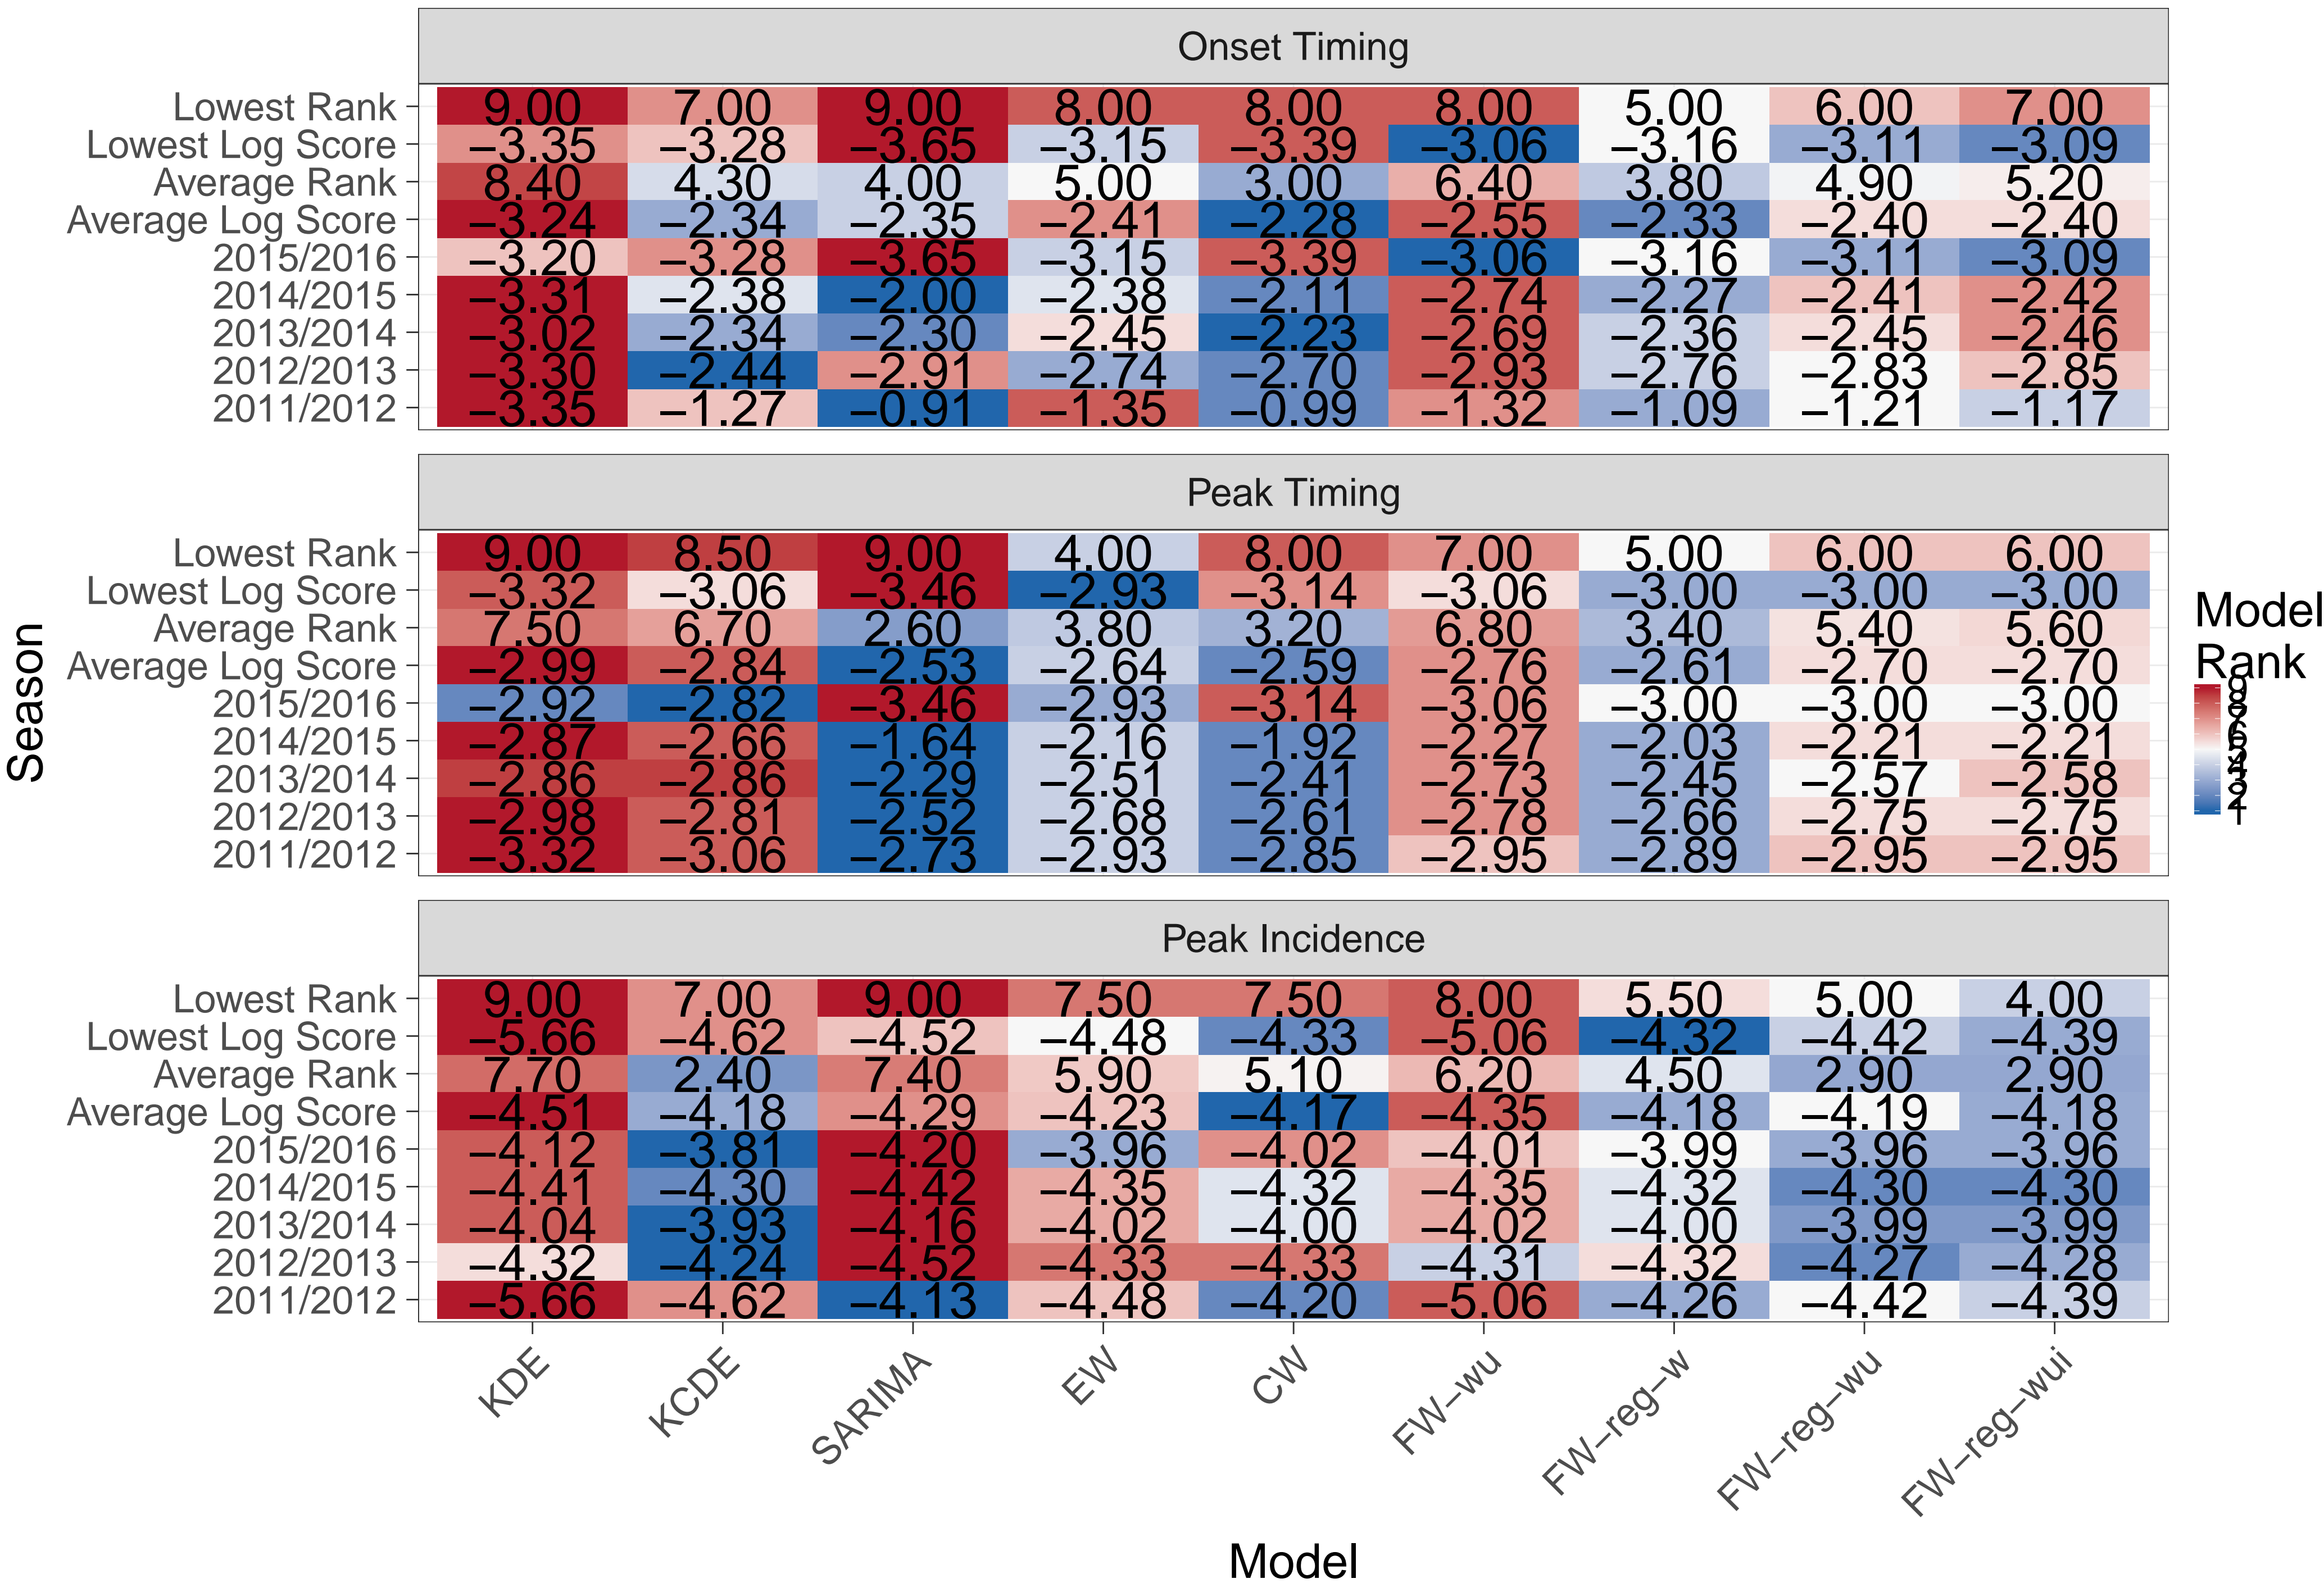 Onset Timing
Lowest Rank 9.00 7.00 9.00 8.00 8.00 8.00 5.00 6.00 7.00
Lowest Log Score −3.35 −3.28 −3.65 −3.15 −3.39 −3.06 −3.16 −3.11 −3.09
Average Rank 8.40 4.30 4.00 5.00 3.00 6.40 3.80 4.90 5.20
Average Log Score −3.24 −2.34 −2.35 −2.41 −2.28 −2.55 −2.33 −2.40 −2.40
2015/2016 −3.20 −3.28 −3.65 −3.15 −3.39 −3.06 −3.16 −3.11 −3.09
2014/2015 −3.31 −2.38 −2.00 −2.38 −2.11 −2.74 −2.27 −2.41 −2.42
2013/2014 −3.02 −2.34 −2.30 −2.45 −2.23 −2.69 −2.36 −2.45 −2.46
2012/2013 −3.30 −2.44 −2.91 −2.74 −2.70 −2.93 −2.76 −2.83 −2.85
2011/2012 −3.35 −1.27 −0.91 −1.35 −0.99 −1.32 −1.09 −1.21 −1.17
Peak Timing
Lowest Rank 9.00 8.50 9.00 4.00 8.00 7.00 5.00 6.00 6.00
Lowest Log Score −3.32 −3.06 −3.46 −2.93 −3.14 −3.06 −3.00 −3.00 −3.00
Average Rank 7.50 6.70 2.60 3.80 3.20 6.80 3.40 5.40 5.60
Average Log Score −2.99 −2.84 −2.53 −2.64 −2.59 −2.76 −2.61 −2.70 −2.70
2015/2016 −2.92 −2.82 −3.46 −2.93 −3.14 −3.06 −3.00 −3.00 −3.00
2014/2015 −2.87 −2.66 −1.64 −2.16 −1.92 −2.27 −2.03 −2.21 −2.21
2013/2014 −2.86 −2.86 −2.29 −2.51 −2.41 −2.73 −2.45 −2.57 −2.58
2012/2013 −2.98 −2.81 −2.52 −2.68 −2.61 −2.78 −2.66 −2.75 −2.75
2011/2012 −3.32 −3.06 −2.73 −2.93 −2.85 −2.95 −2.89 −2.95 −2.95
Peak Incidence
Lowest Rank 9.00 7.00 9.00 7.50 7.50 8.00 5.50 5.00 4.00
Lowest Log Score −5.66 −4.62 −4.52 −4.48 −4.33 −5.06 −4.32 −4.42 −4.39
Average Rank 7.70 2.40 7.40 5.90 5.10 6.20 4.50 2.90 2.90
Average Log Score −4.51 −4.18 −4.29 −4.23 −4.17 −4.35 −4.18 −4.19 −4.18
2015/2016 −4.12 −3.81 −4.20 −3.96 −4.02 −4.01 −3.99 −3.96 −3.96
2014/2015 −4.41 −4.30 −4.42 −4.35 −4.32 −4.35 −4.32 −4.30 −4.30
2013/2014 −4.04 −3.93 −4.16 −4.02 −4.00 −4.02 −4.00 −3.99 −3.99
2012/2013 −4.32 −4.24 −4.52 −4.33 −4.33 −4.31 −4.32 −4.27 −4.28
2011/2012 −5.66 −4.62 −4.13 −4.48 −4.20 −5.06 −4.26 −4.42 −4.39
KDE KCDE SARIMA EW CW FW−wu FW−reg−w FW−reg−wu FW−reg−wui
Model
Season
Model
Rank
9
8
7
6
5
4
3
2
1